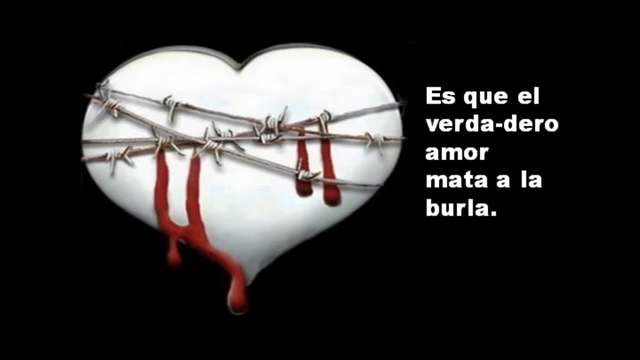 Es que el
verda-dero
amor
mata a la
burla.